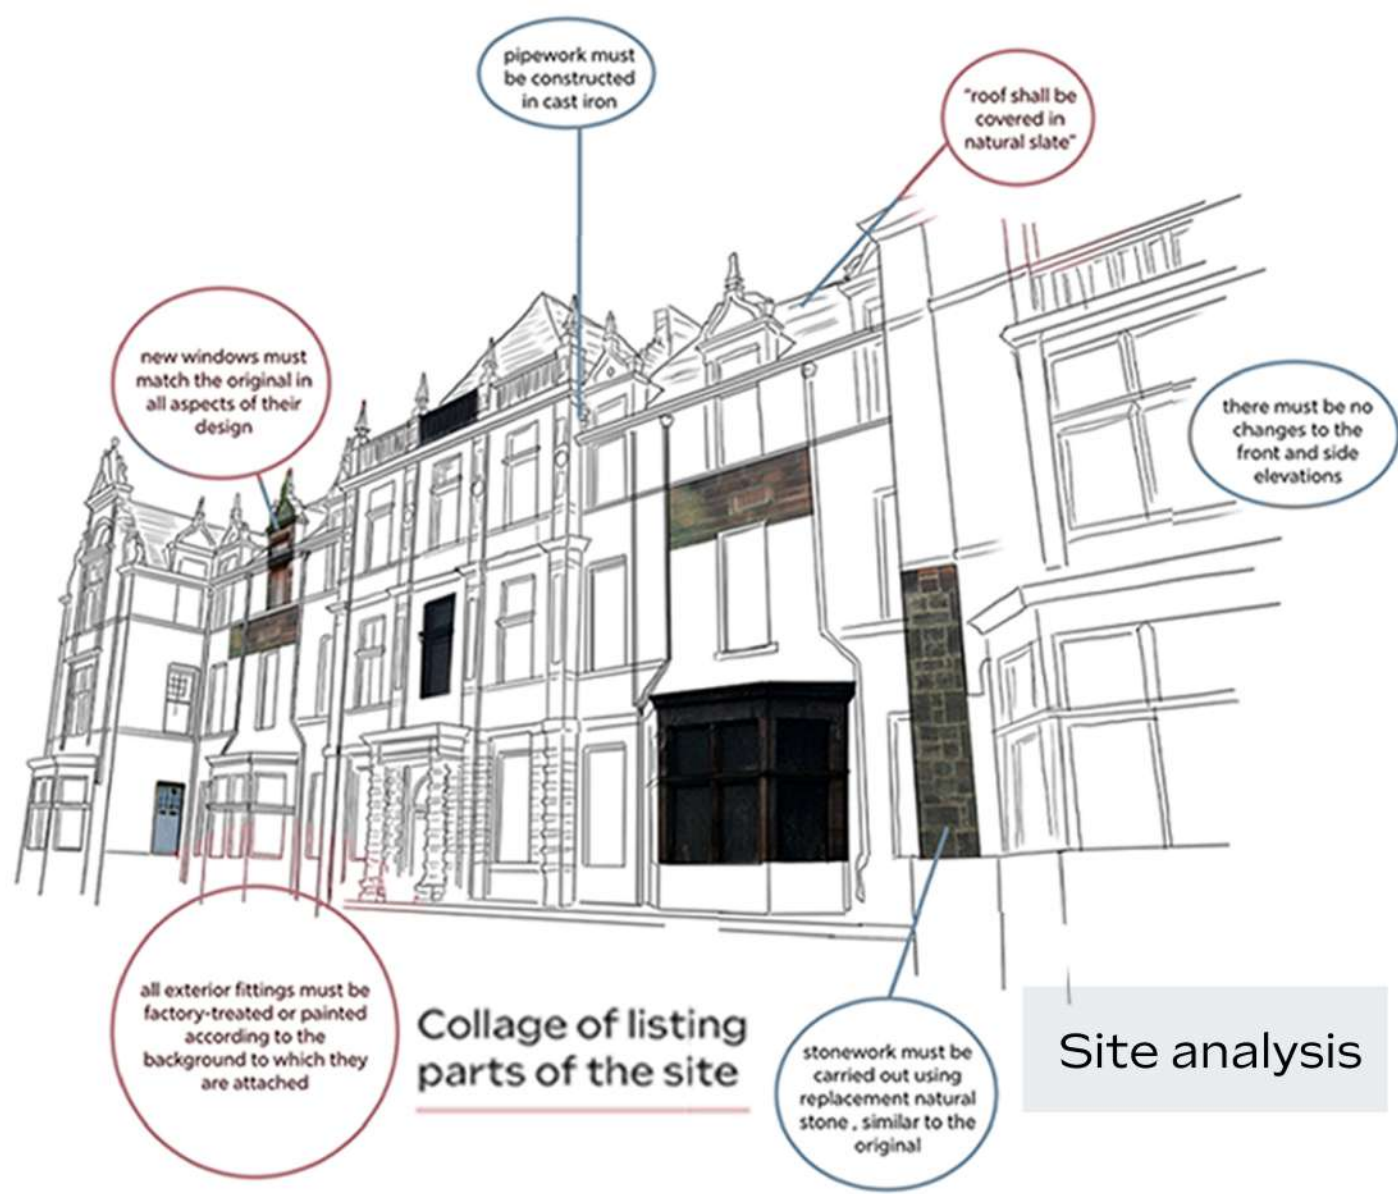 pipework must
be constructed
in cast iron
"roof shall be
covered in
natural slate"
new windows must
match the original in
all aspects of their
design
there must be no
changes to the
front and side
elevations
all exterior fittings must be
factory-treated or painted
according to the
background to which they
are attached
Collage of listing
parts of the site
stonework must be
carried out using
replacement natural
stone , similar to the
original
Site analysis